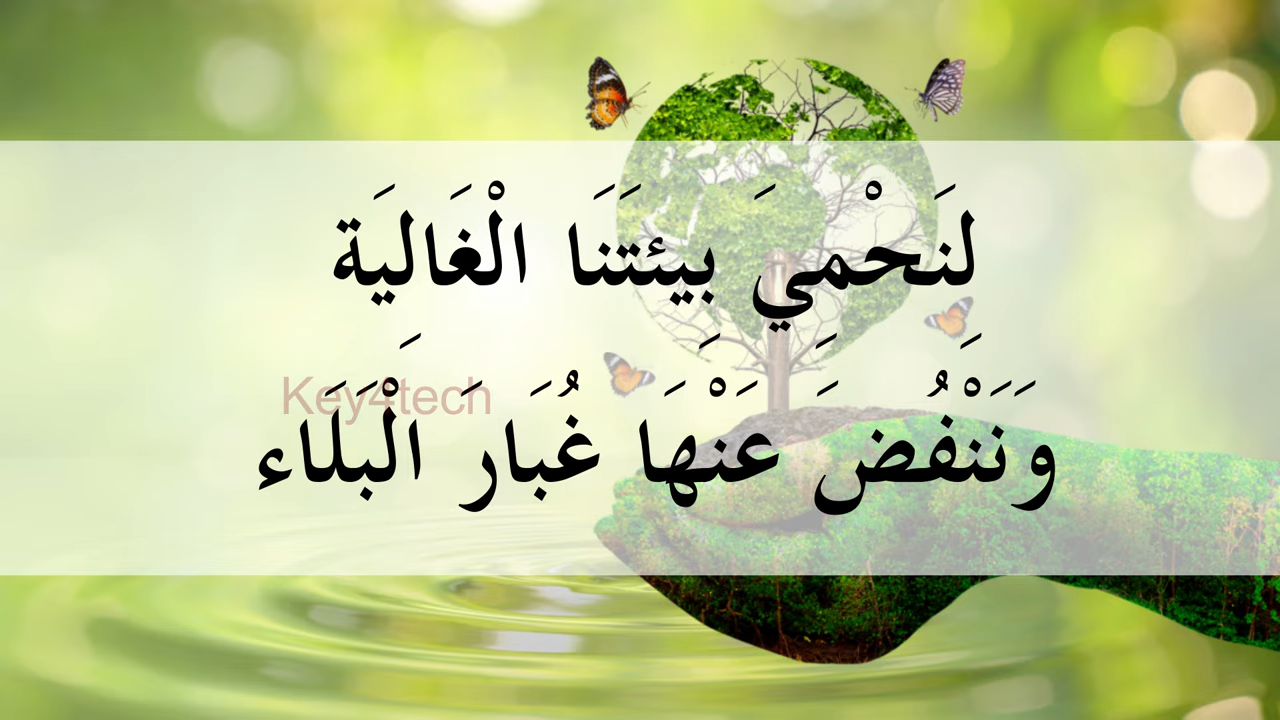 لِنَحْمِيَ بِيئَتَنَا الْغَالِيَة
وَنَنْفُضَ عَنْهَا غُبَارَ الْبَلَاء
Key4tech